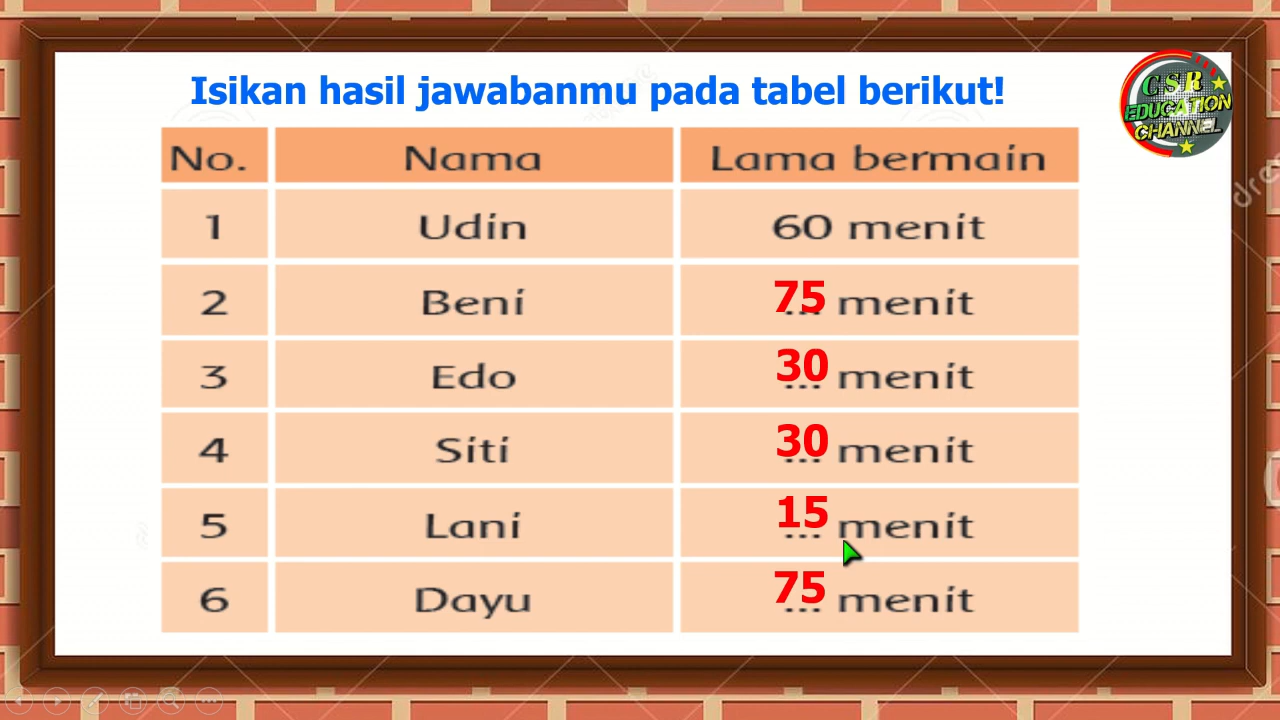 Isikan hasil jawabanmu pada tabel berikut!
CSR
EDUCATION
CHANNEL
No. Nama Lama bermain
1 Udin 60 menit
2 Beni 75 ... menit
3 Edo 30 ... menit
4 Siti 30 ... menit
5 Lani 15 ... menit
6 Dayu 75 ... menit